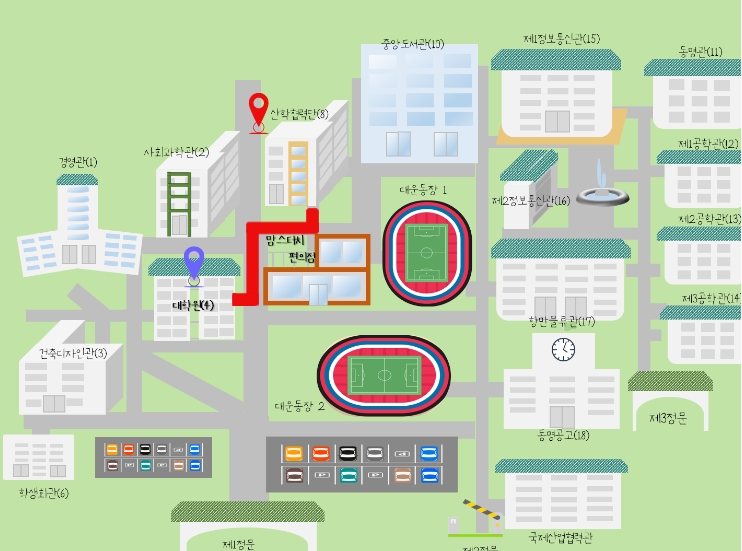 제1정보통신관(15)
중앙도서관(10)
동명관(11)
산학협력단(8)
제1공학관(12)
사회과학관(2)
경영관(1)
대운동장 1
제2정보통신관(16)
제2공학관(13)
맘스터치
편의점
대학원(4)
제3공학관(14)
항만물류관(17)
건축디자인관(3)
대운동장 2
제3정문
동명공고(18)
학생회관(6)
국제산업협력관
제1정문
제2정문